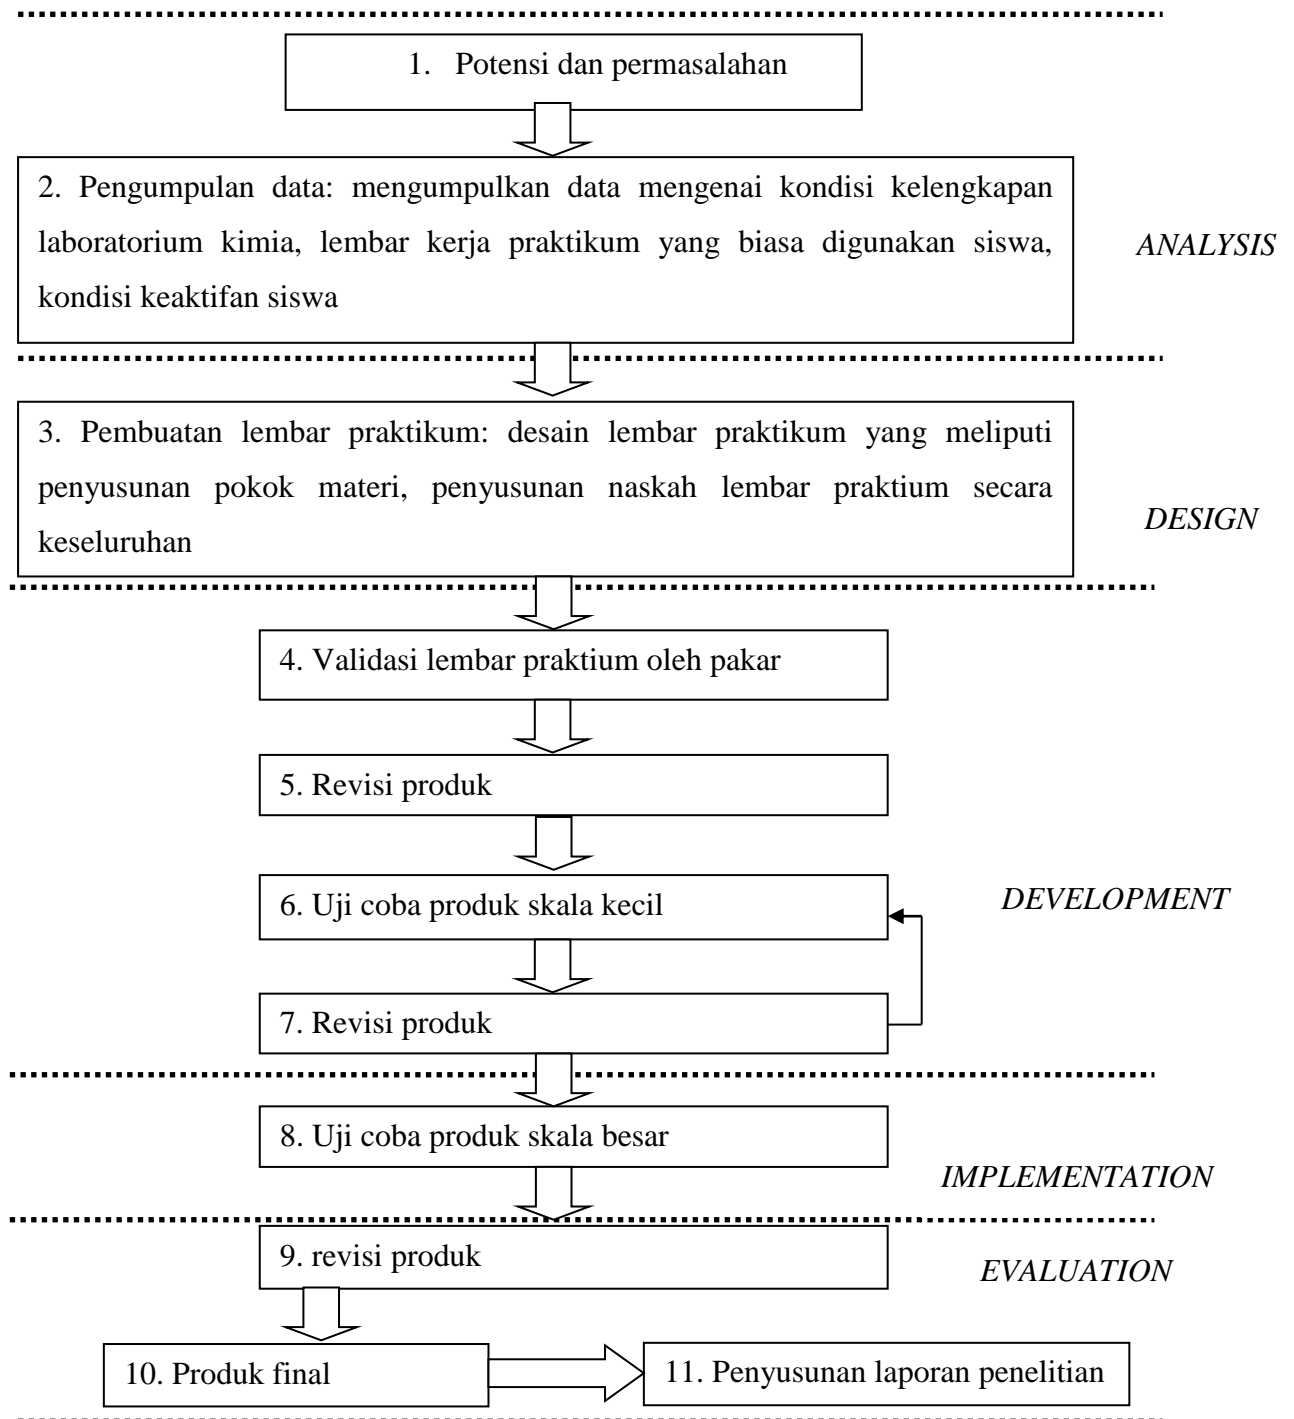 1. Potensi dan permasalahan
2. Pengumpulan data: mengumpulkan data mengenai kondisi kelengkapan
laboratorium kimia, lembar kerja praktikum yang biasa digunakan siswa,
kondisi keaktifan siswa
ANALYSIS
3. Pembuatan lembar praktikum: desain lembar praktikum yang meliputi
penyusunan pokok materi, penyusunan naskah lembar praktium secara
keseluruhan
DESIGN
4. Validasi lembar praktium oleh pakar
5. Revisi produk
6. Uji coba produk skala kecil
DEVELOPMENT
7. Revisi produk
8. Uji coba produk skala besar
IMPLEMENTATION
9. revisi produk
EVALUATION
10. Produk final
11. Penyusunan laporan penelitian